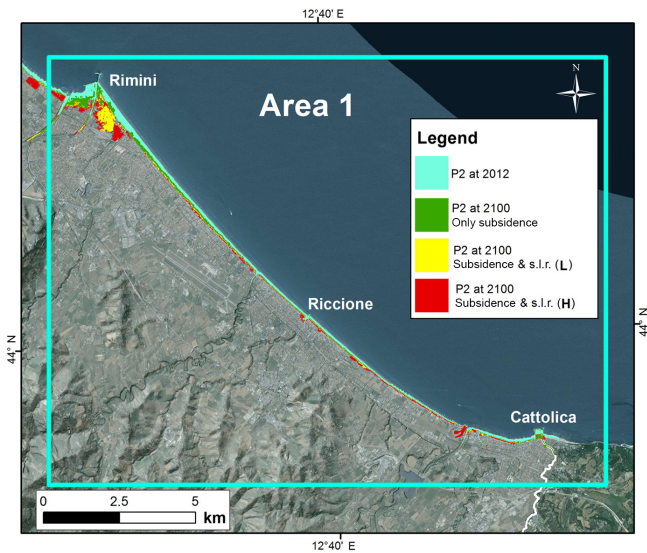 12°40' E
Rimini
N
Area 1
Legend
P2 at 2012
P2 at 2100
Only subsidence
P2 at 2100
Subsidence & s.l.r. (L)
P2 at 2100
Subsidence & s.l.r. (H)
Riccione
44° N
44° N
Cattolica
0 2.5 5
km
12°40' E